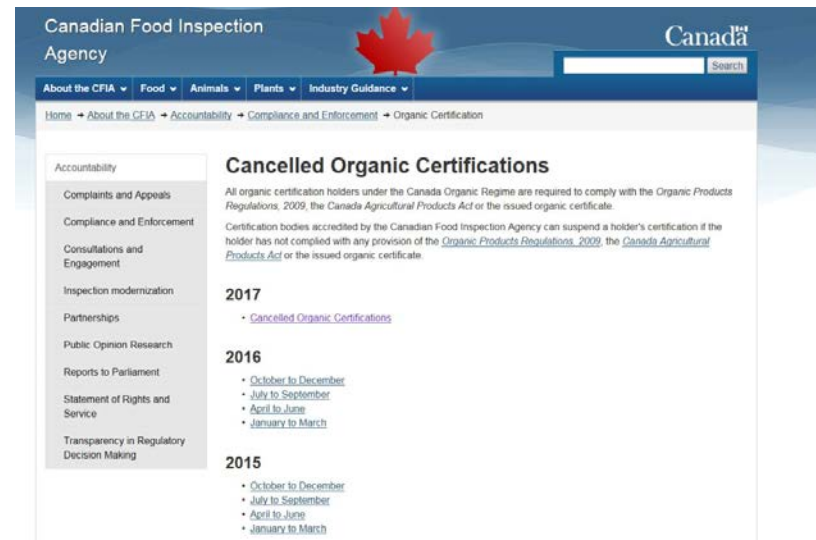 Canadian Food Inspection
Agency
Canada
Search
About the CFIA
Food
Animals
Plants
Industry Guidance
Home → About the CFIA → Accountability → Compliance and Enforcement → Organic Certification
Accountability
Complaints and Appeals
Compliance and Enforcement
Consultations and
Engagement
Inspection modernization
Partnerships
Public Opinion Research
Reports to Parliament
Statement of Rights and
Service
Transparency in Regulatory
Decision Making
Cancelled Organic Certifications
All organic certification holders under the Canada Organic Regime are required to comply with the Organic Products
Regulations, 2009, the Canada Agricultural Products Act or the issued organic certificate.
Certification bodies accredited by the Canadian Food Inspection Agency can suspend a holder's certification if the
holder has not complied with any provision of the Organic Products Regulations, 2009, the Canada Agricultural
Products Act or the issued organic certificate.
2017
• Cancelled Organic Certifications
2016
• October to December
• July to September
• April to June
• January to March
2015
• October to December
• July to September
• April to June
• January to March